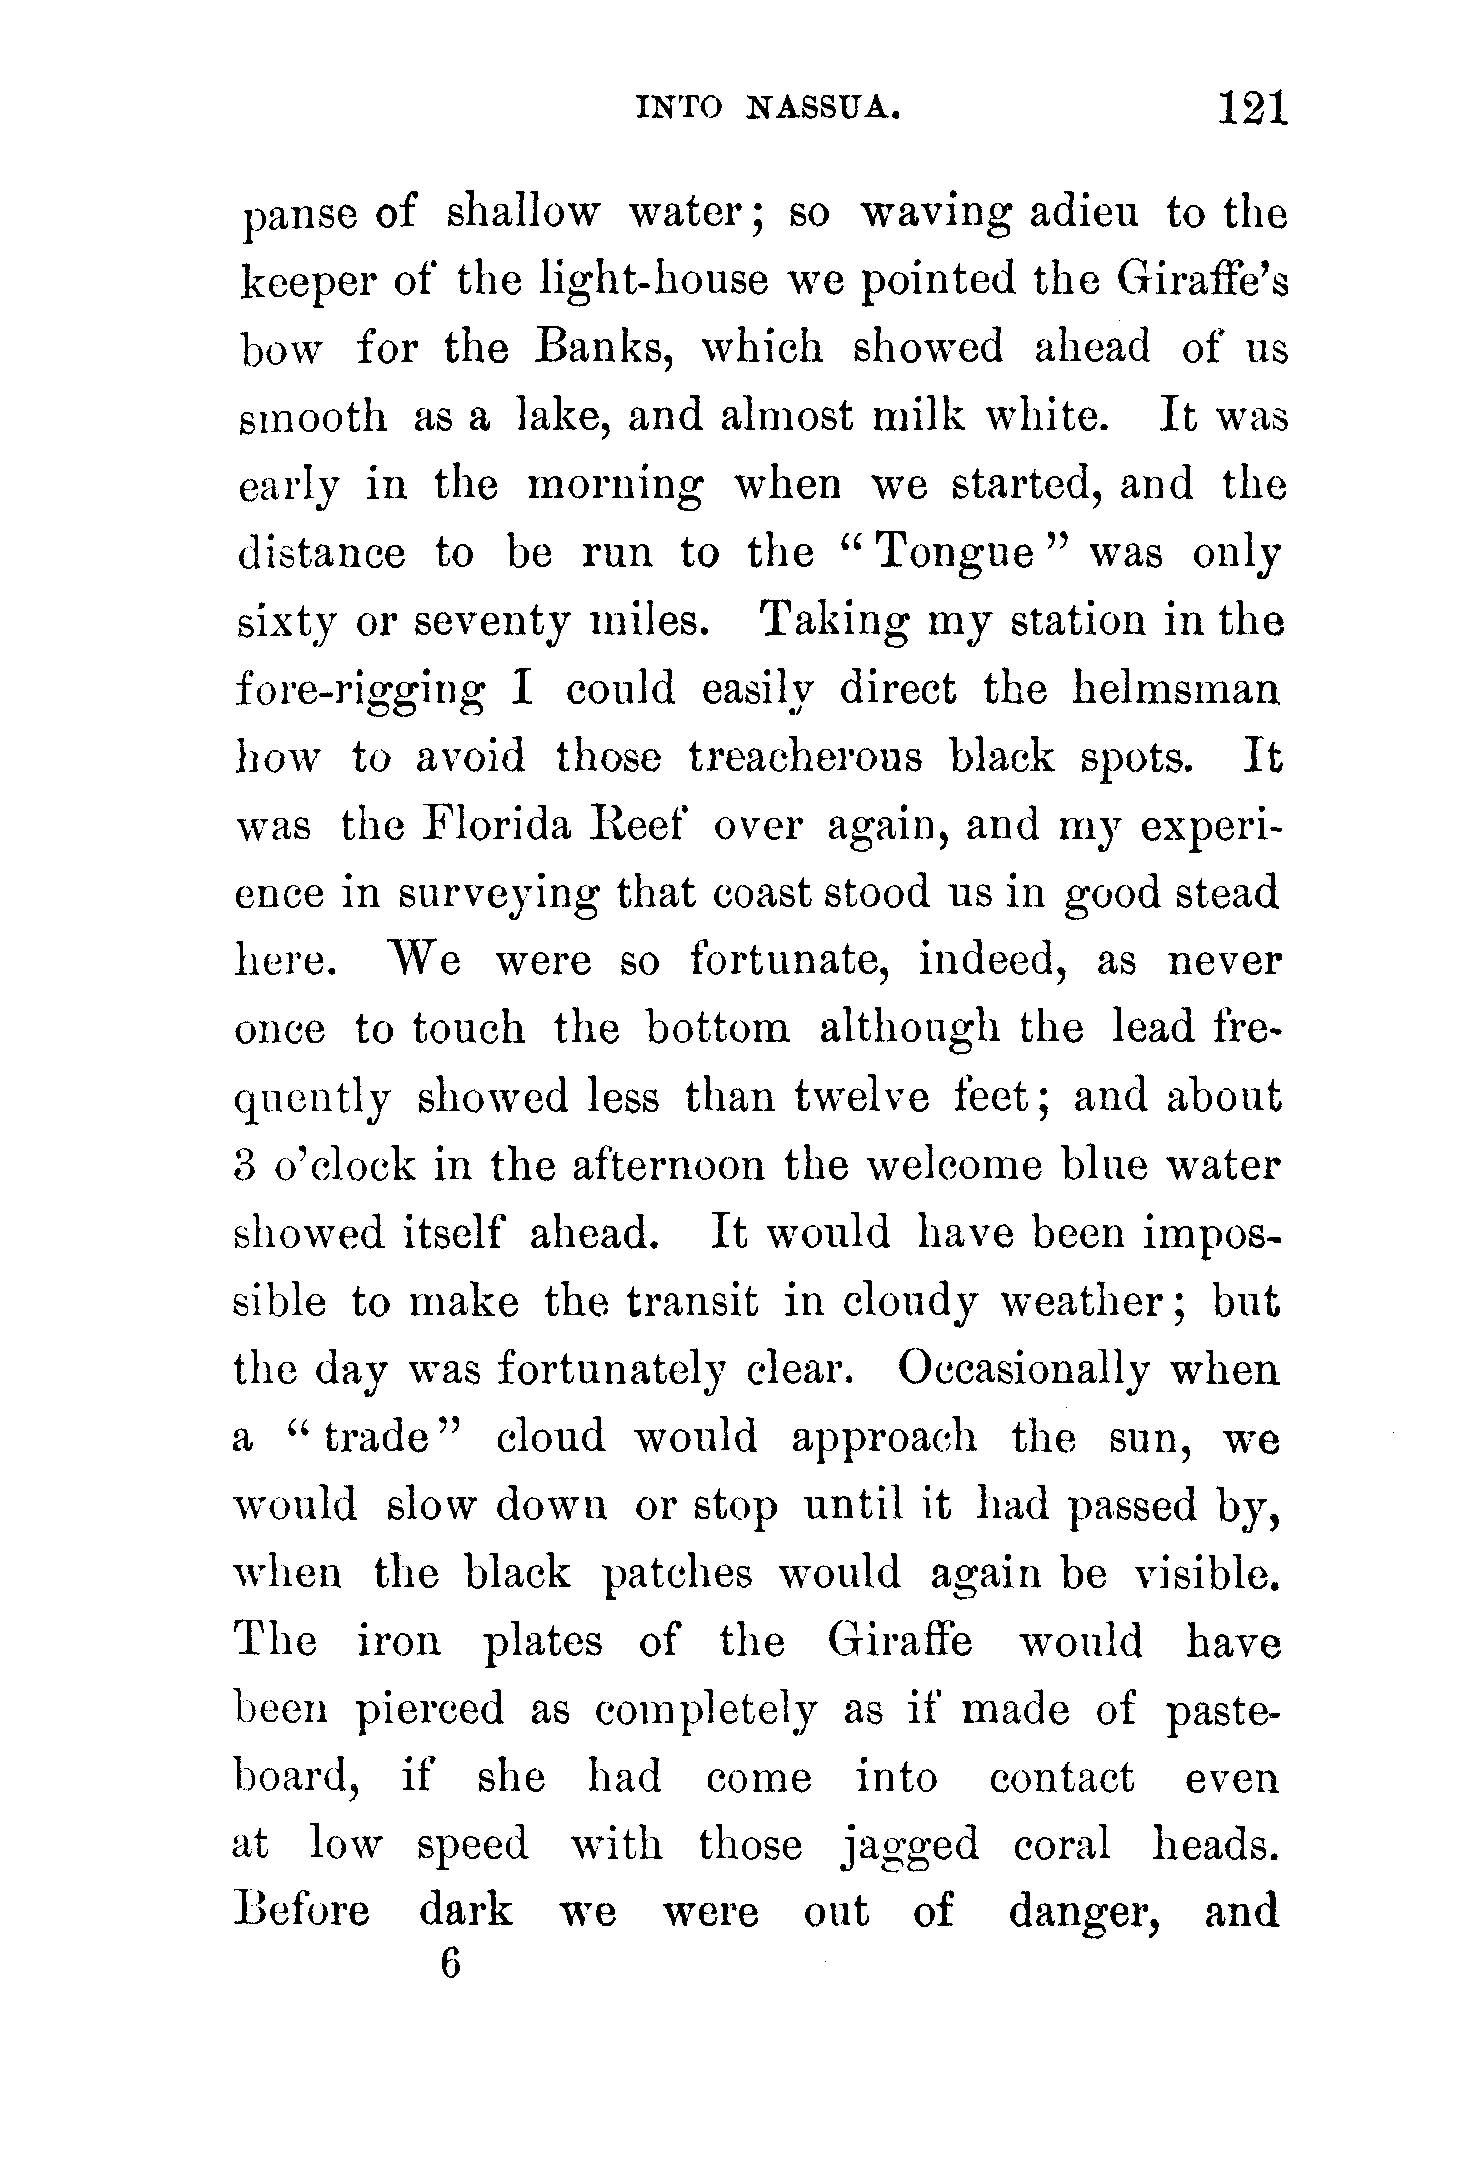 INTO NASSUA. 121
panse of shallow water; so waving adieu to the
keeper of the light-house we pointed the Giraffe's
bow for the Banks, which showed ahead of us
smooth as a lake, and almost milk white. It was
early in the morning when we started, and the
distance to be run to the “Tongue” was only
sixty or seventy miles. Taking my station in the
fore-rigging I could easily direct the helmsman
how to avoid those treacherous black spots. It
was the Florida Reef over again, and my experi-
ence in surveying that coast stood us in good stead
here. We were so fortunate, indeed, as never
once to touch the bottom although the lead fre-
quently showed less than twelve feet; and about
3 o'clock in the afternoon the welcome blue water
showed itself ahead. It would have been impos-
sible to make the transit in cloudy weather; but
the day was fortunately clear. Occasionally when
a “trade” cloud would approach the sun, we
would slow down or stop until it had passed by,
when the black patches would again be visible.
The iron plates of the Giraffe would have
been pierced as completely as if made of paste-
board, if she had come into contact even
at low speed with those jagged coral heads.
Before dark we were out of danger, and
6